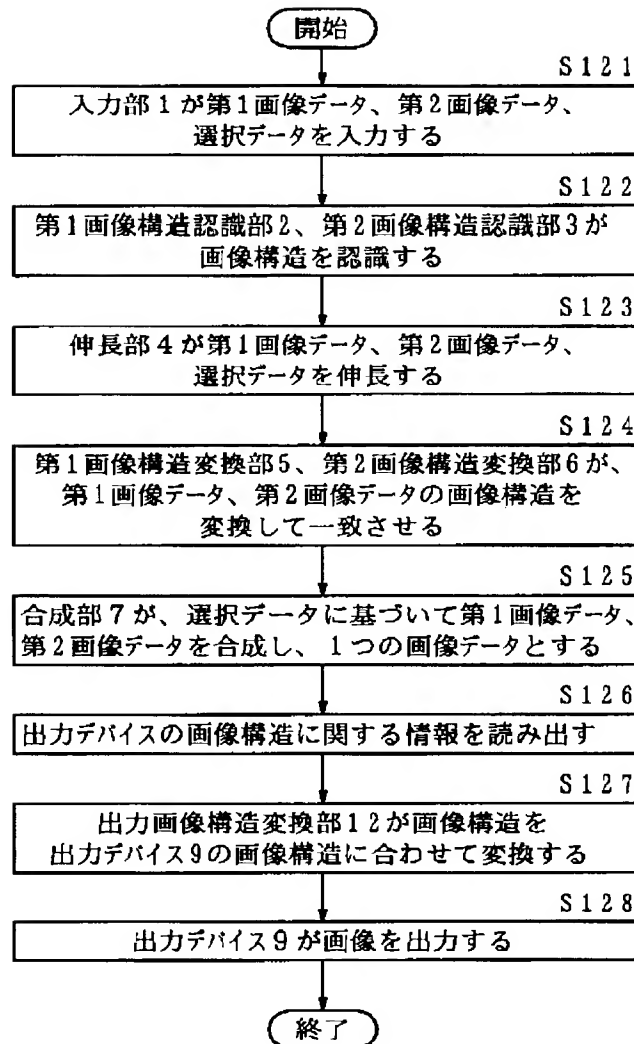 開始
S121
入力部1が第1画像データ、第2画像データ、
選択データを入力する
S122
第1画像構造認識部2、第2画像構造認識部3が
画像構造を認識する
S123
伸長部4が第1画像データ、第2画像データ、
選択データを伸長する
S124
第1画像構造変換部5、第2画像構造変換部6が、
第1画像データ、第2画像データの画像構造を
変換して一致させる
S125
合成部7が、選択データに基づいて第1画像データ、
第2画像データを合成し、1つの画像データとする
S126
出力デバイスの画像構造に関する情報を読み出す
S127
出力画像構造変換部12が画像構造を
出力デバイス9の画像構造に合わせて変換する
S128
出力デバイス9が画像を出力する
終了